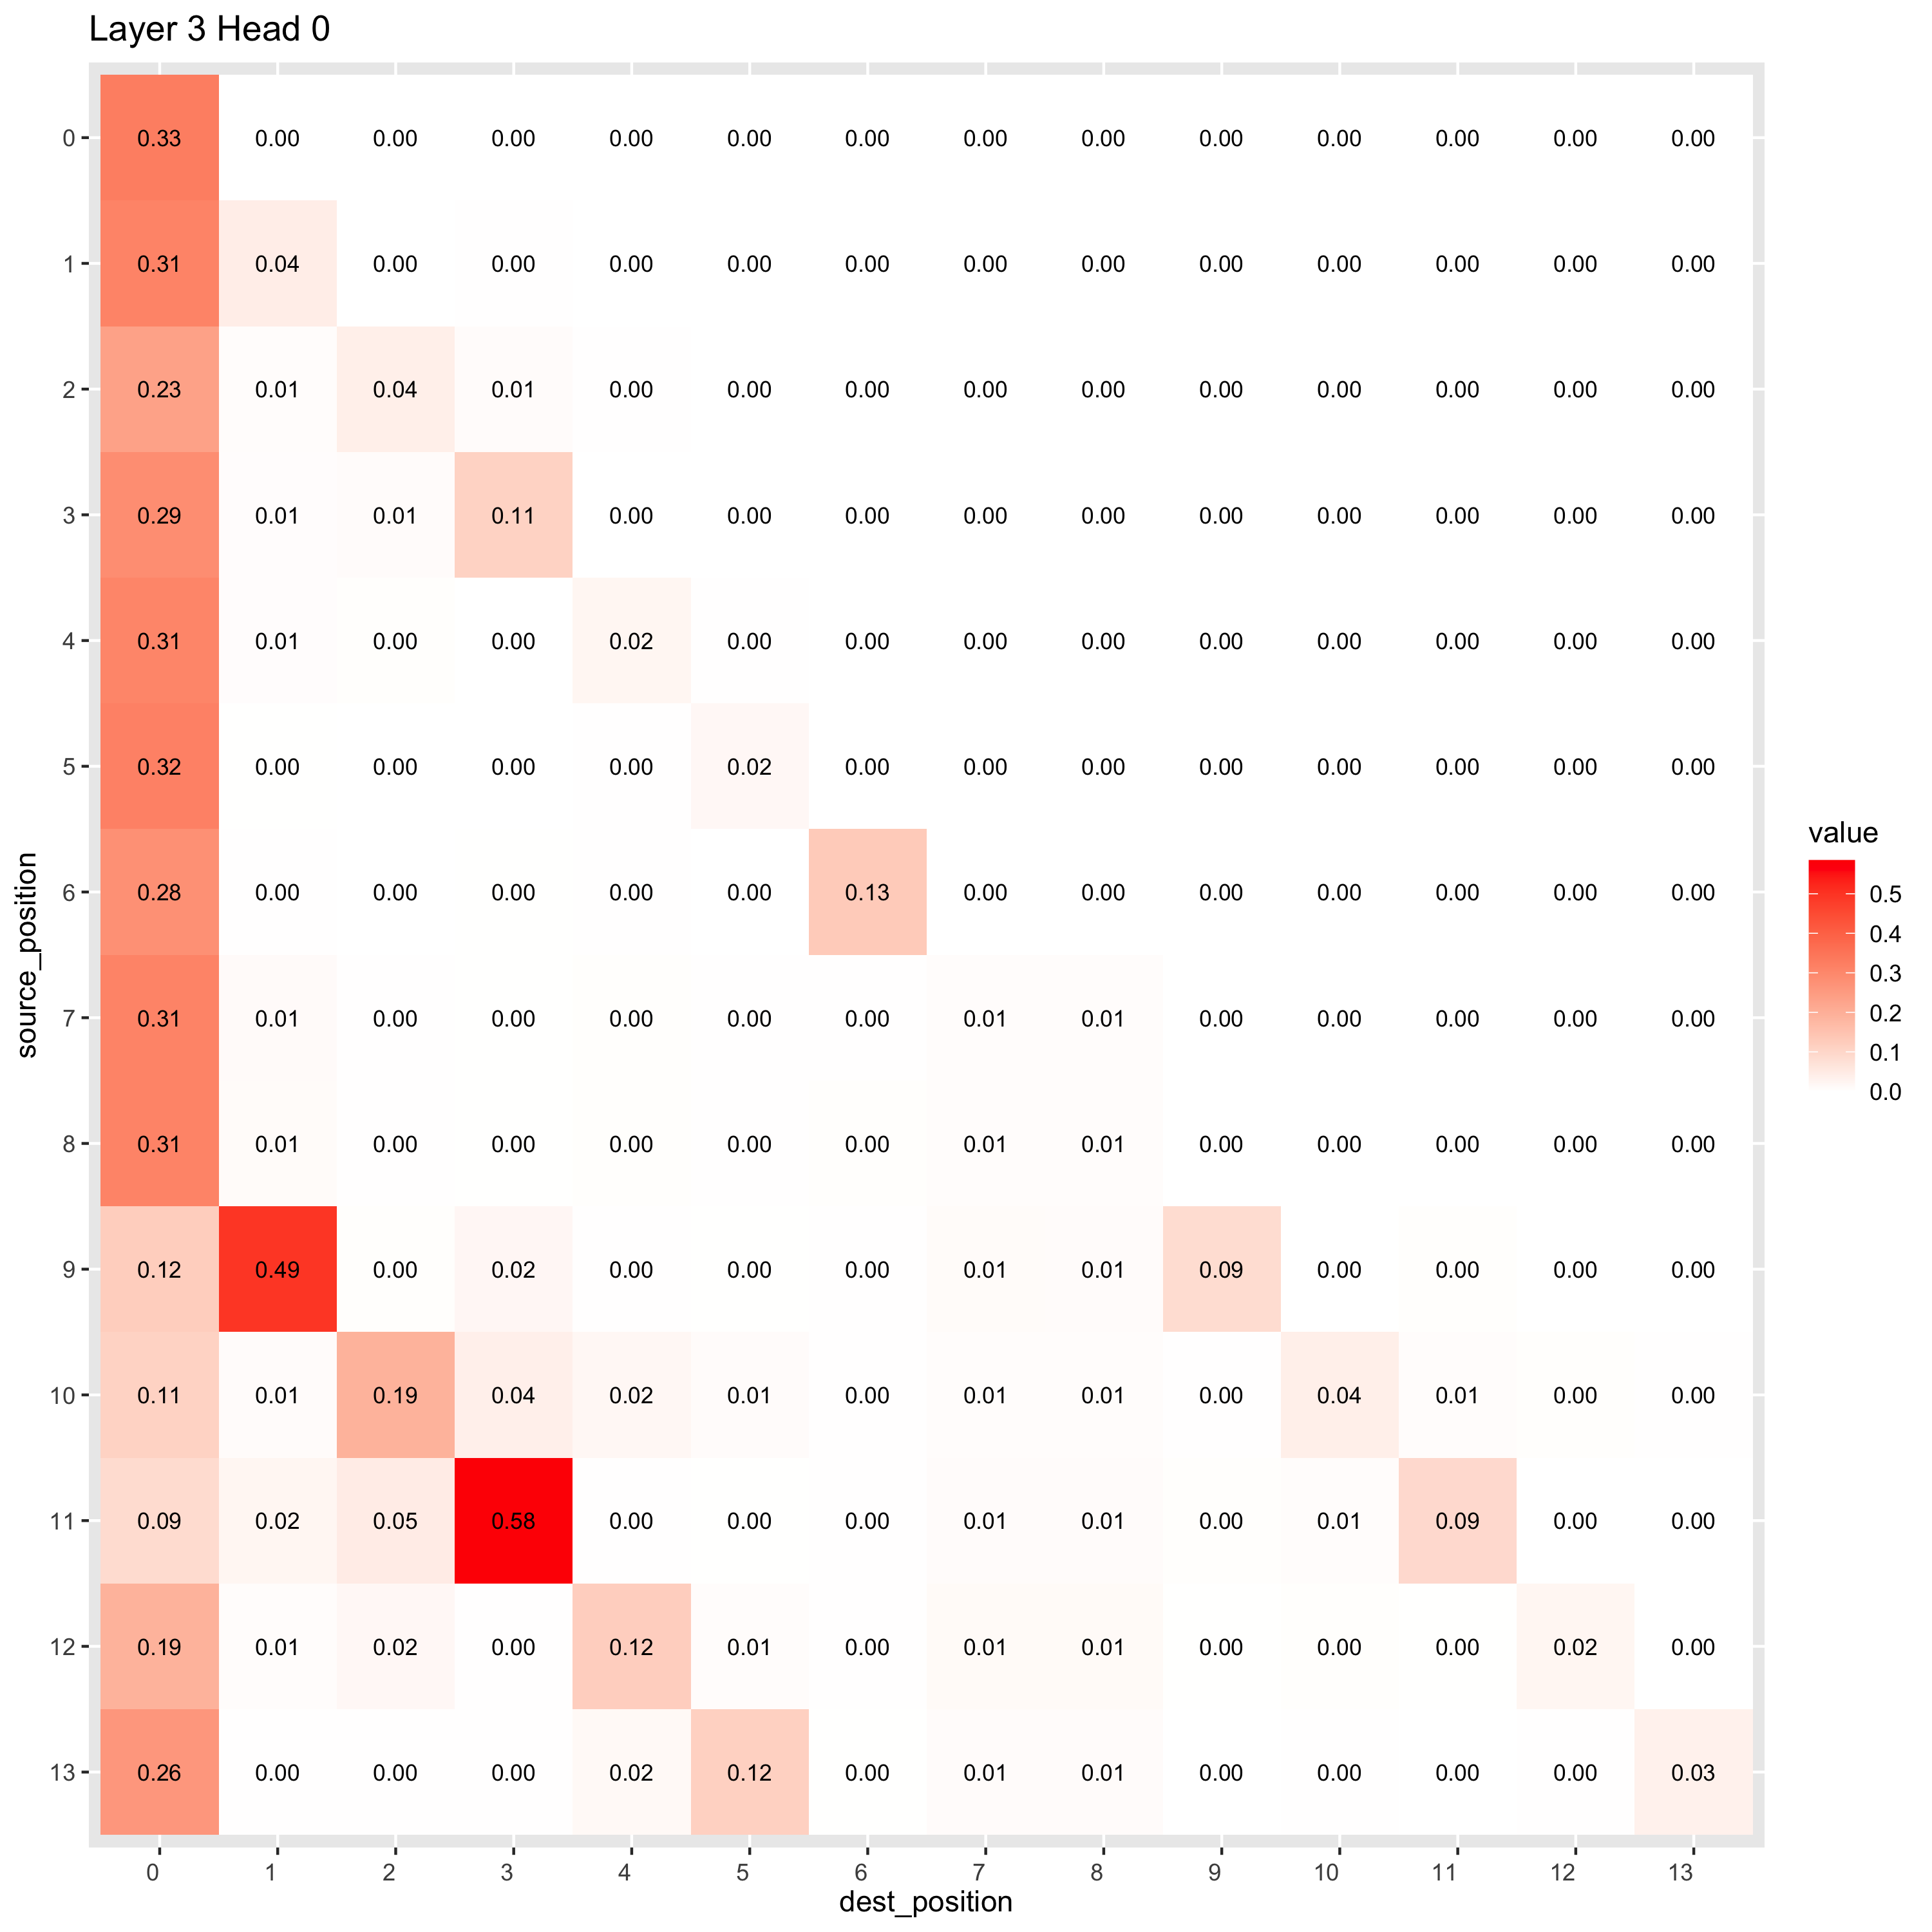 Layer 3 Head 0
0 0.33 0.00 0.00 0.00 0.00 0.00 0.00 0.00 0.00 0.00 0.00 0.00 0.00 0.00
1 0.31 0.04 0.00 0.00 0.00 0.00 0.00 0.00 0.00 0.00 0.00 0.00 0.00 0.00
2 0.23 0.01 0.04 0.01 0.00 0.00 0.00 0.00 0.00 0.00 0.00 0.00 0.00 0.00
3 0.29 0.01 0.01 0.11 0.00 0.00 0.00 0.00 0.00 0.00 0.00 0.00 0.00 0.00
4 0.31 0.01 0.00 0.00 0.02 0.00 0.00 0.00 0.00 0.00 0.00 0.00 0.00 0.00
5 0.32 0.00 0.00 0.00 0.00 0.02 0.00 0.00 0.00 0.00 0.00 0.00 0.00 0.00
6 0.28 0.00 0.00 0.00 0.00 0.00 0.13 0.00 0.00 0.00 0.00 0.00 0.00 0.00
7 0.31 0.01 0.00 0.00 0.00 0.00 0.00 0.01 0.01 0.00 0.00 0.00 0.00 0.00
8 0.31 0.01 0.00 0.00 0.00 0.00 0.00 0.01 0.01 0.00 0.00 0.00 0.00 0.00
9 0.12 0.49 0.00 0.02 0.00 0.00 0.00 0.01 0.01 0.09 0.00 0.00 0.00 0.00
10 0.11 0.01 0.19 0.04 0.02 0.01 0.00 0.01 0.01 0.00 0.04 0.01 0.00 0.00
11 0.09 0.02 0.05 0.58 0.00 0.00 0.00 0.01 0.01 0.00 0.01 0.09 0.00 0.00
12 0.19 0.01 0.02 0.00 0.12 0.01 0.00 0.01 0.01 0.00 0.00 0.00 0.02 0.00
13 0.26 0.00 0.00 0.00 0.02 0.12 0.00 0.01 0.01 0.00 0.00 0.00 0.00 0.03
0 1 2 3 4 5 6 7 8 9 10 11 12 13
dest_position
source_position
value
0.5
0.4
0.3
0.2
0.1
0.0